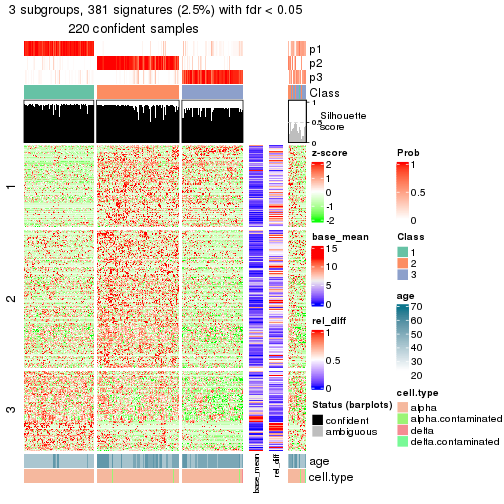 3 subgroups, 381 signatures (2.5%) with fdr < 0.05
220 confident samples
p1
p2
p3
Class
1
0.5
0
Silhouette
score
1
2
3
age
cell.type
base_mean
rel_diff
z-score
2
1
0
-1
-2
base_mean
15
10
5
0
rel_diff
1
0.5
0
Status (barplots)
confident
ambiguous
Prob
1
0.5
0
Class
1
2
3
age
70
60
50
40
30
20
cell.type
alpha
alpha.contaminated
delta
delta.contaminated